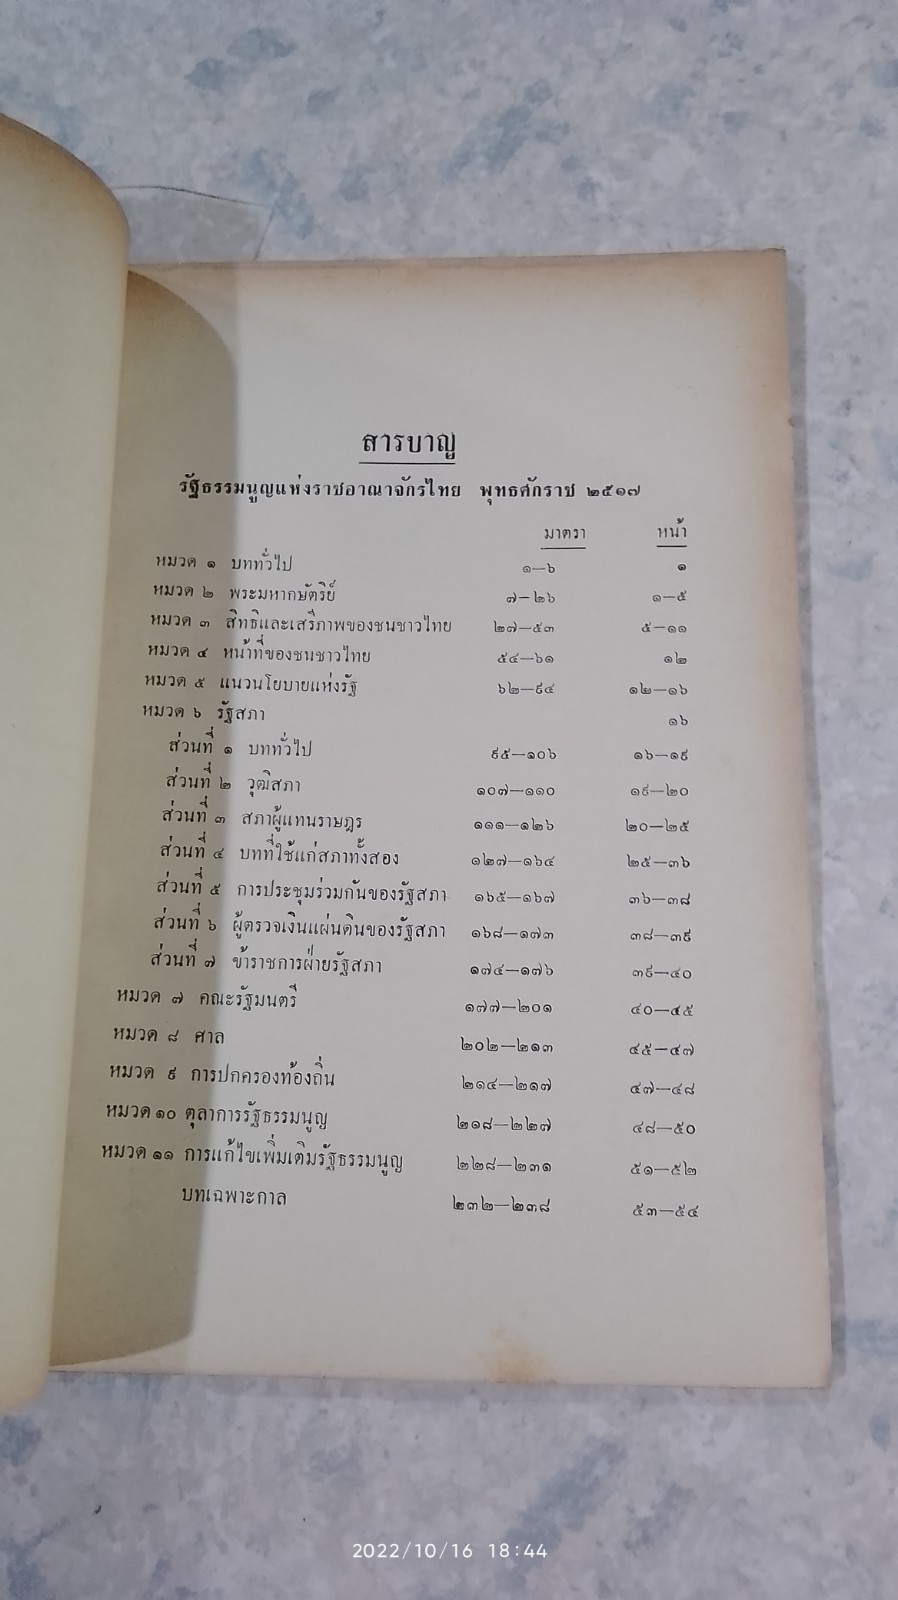 สารบาญ
รัฐธรรมนูญแห่งราชอาณาจักรไทย พุทธศักราช ๒๕๑๗
มาตรา หน้า
หมวด ๑ บททั่วไป ๑—๖ ๑
หมวด ๒ พระมหากษัตริย์ ๗—๒๖ ๑—๕
หมวด ๓ สิทธิและเสรีภาพของชนชาวไทย ๒๗—๕๓ ๕—๑๑
หมวด ๔ หน้าที่ของชนชาวไทย ๕๔—๖๑ ๑๒
หมวด ๕ แนวนโยบายแห่งรัฐ ๖๒—๙๔ ๑๒—๑๖
หมวด ๖ รัฐสภา ๑๖
ส่วนที่ ๑ บททั่วไป ๙๕—๑๐๖ ๑๖—๑๙
ส่วนที่ ๒ วุฒิสภา ๑๐๗—๑๑๐ ๑๙—๒๐
ส่วนที่ ๓ สภาผู้แทนราษฎร ๑๑๑—๑๒๖ ๒๐—๒๕
ส่วนที่ ๔ บทที่ใช้แก่สภาทั้งสอง ๑๒๗—๑๖๔ ๒๕—๓๖
ส่วนที่ ๕ การประชุมร่วมกันของรัฐสภา ๑๖๕—๑๖๗ ๓๖—๓๘
ส่วนที่ ๖ ผู้ตรวจเงินแผ่นดินของรัฐสภา ๑๖๘—๑๗๓ ๓๘—๓๙
ส่วนที่ ๗ ข้าราชการฝ่ายรัฐสภา ๑๗๔—๑๗๖ ๓๙—๔๐
หมวด ๗ คณะรัฐมนตรี ๑๗๗—๒๐๑ ๔๐—๔๕
หมวด ๘ ศาล ๒๐๒—๒๑๓ ๔๕—๔๗
หมวด ๙ การปกครองท้องถิ่น ๒๑๔—๒๑๗ ๔๗—๔๘
หมวด ๑๐ ตุลาการรัฐธรรมนูญ ๒๑๘—๒๒๗ ๔๘—๕๐
หมวด ๑๑ การแก้ไขเพิ่มเติมรัฐธรรมนูญ ๒๒๘—๒๓๑ ๕๑—๕๒
บทเฉพาะกาล ๒๓๒—๒๓๘ ๕๓—๕๔
2022/10/16 18:44